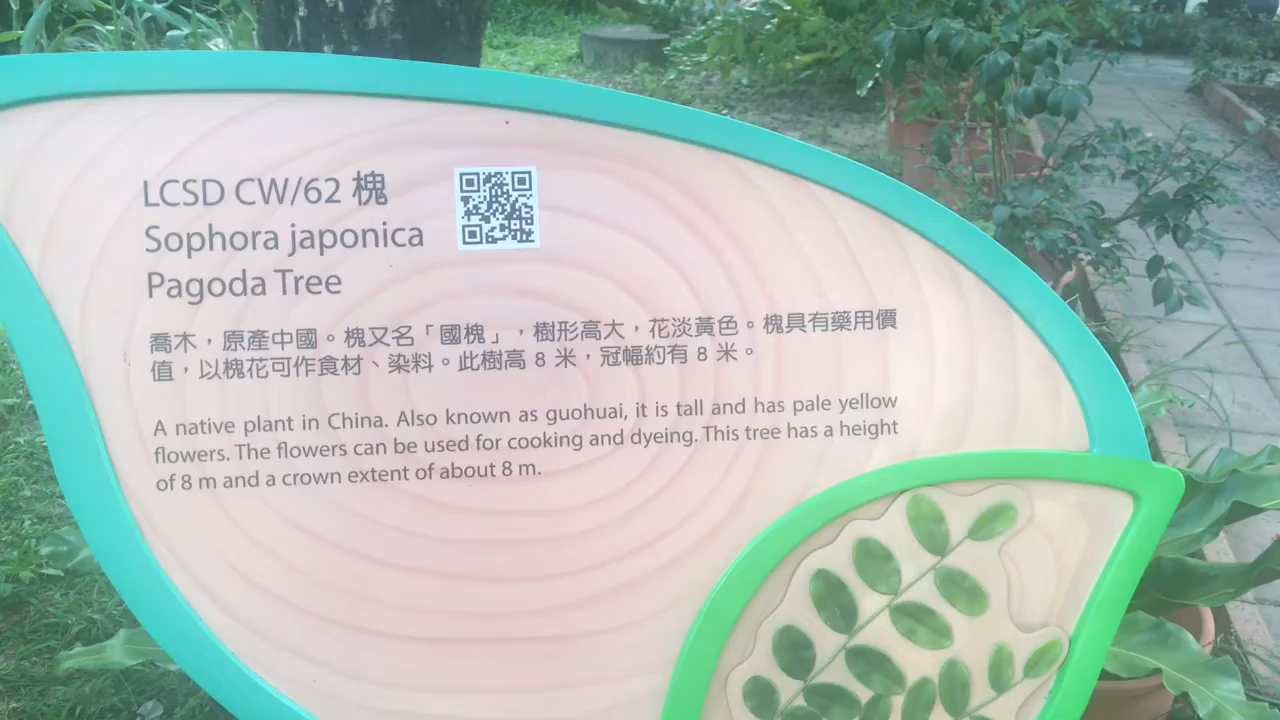 LCSD CW/62 槐
Sophora japonica
Pagoda Tree
喬木，原產中國。槐又名「國槐」，樹形高大，花淡黃色。槐具有藥用價
值，以槐花可作食材、染料。此樹高 8 米，冠幅約有 8 米。
A native plant in China. Also known as guohuai, it is tall and has pale yellow
flowers. The flowers can be used for cooking and dyeing. This tree has a height
of 8 m and a crown extent of about 8 m.